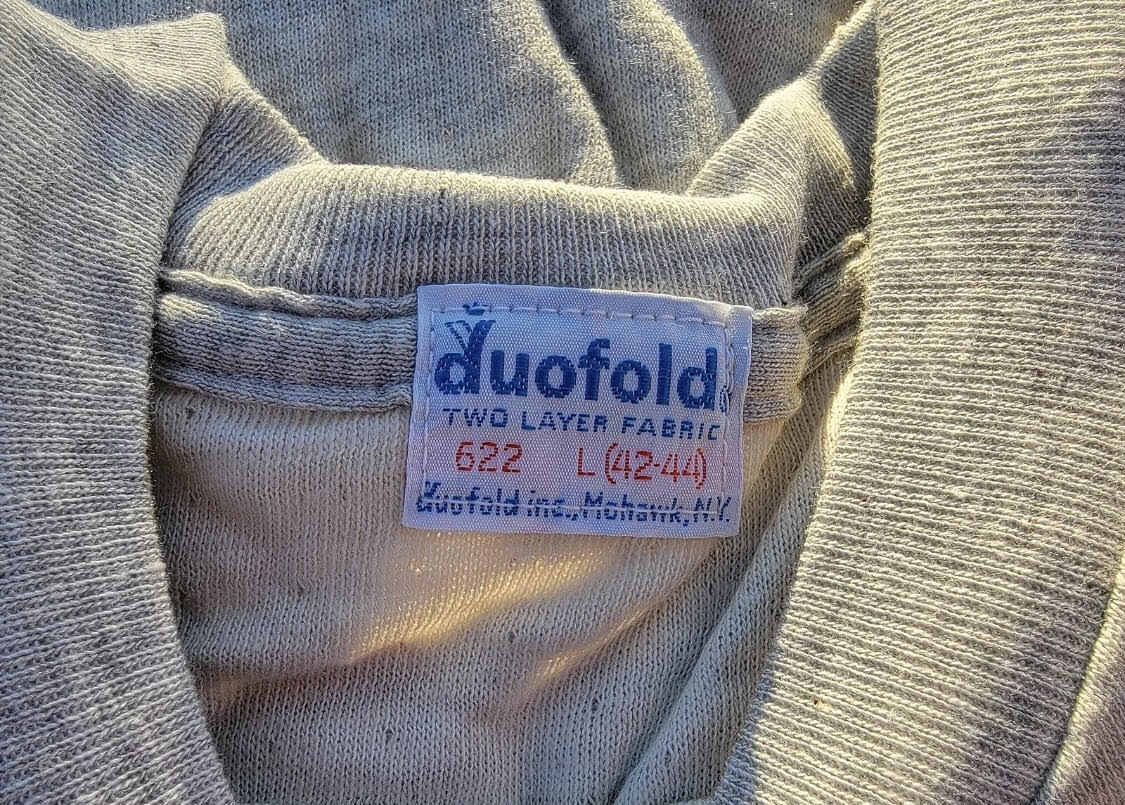 duofold®
TWO LAYER FABRIC
622 L (42-44)
duofold inc., Mohawk, N.Y.